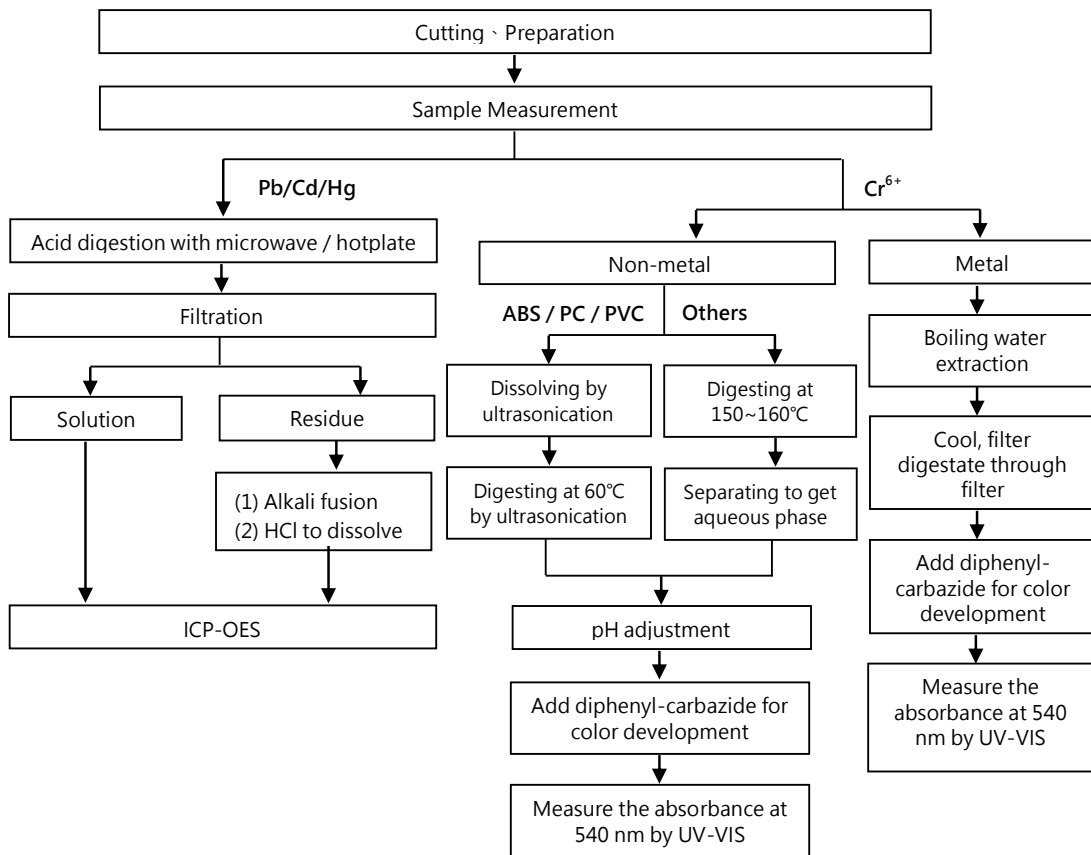 Cutting、Preparation
Sample Measurement
Pb/Cd/Hg
Cr6+
Acid digestion with microwave / hotplate
Filtration
Solution
Residue
(1) Alkali fusion
(2) HCl to dissolve
ICP-OES
Non-metal
ABS / PC / PVC
Others
Dissolving by
ultrasonication
Digesting at 60℃
by ultrasonication
Digesting at
150~160℃
Separating to get
aqueous phase
pH adjustment
Add diphenyl-carbazide for
color development
Measure the absorbance at
540 nm by UV-VIS
Metal
Boiling water
extraction
Cool, filter
digestate through
filter
Add diphenyl-
carbazide for color
development
Measure the
absorbance at 540
nm by UV-VIS